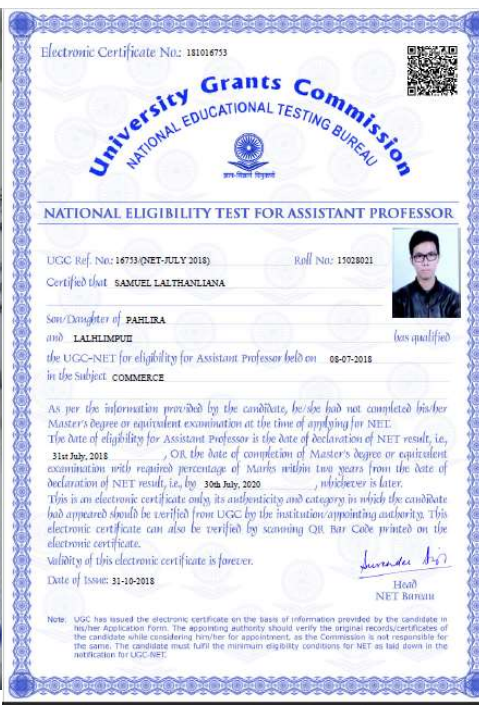 Electronic Certificate No.: 181016753
University Grants Commission
NATIONAL EDUCATIONAL TESTING BUREAU
ज्ञान-विज्ञान विमुक्तये
NATIONAL ELIGIBILITY TEST FOR ASSISTANT PROFESSOR
UGC Ref. No.: 16753/(NET-JULY 2018) Roll No.: 15028021
Certified that SAMUEL LALTHANLIANA
Son/Daughter of PAHLIRA
and LALHLIMPUII has qualified
the UGC-NET for eligibility for Assistant Professor held on 08-07-2018
in the Subject COMMERCE
As per the information provided by the candidate, he/she had not completed his/her
Master's degree or equivalent examination at the time of applying for NET.
The date of eligibility for Assistant Professor is the date of declaration of NET result, i.e.,
31st July, 2018, OR the date of completion of Master's degree or equivalent
examination with required percentage of Marks within two years from the date of
declaration of NET result, i.e., by 30th July, 2020, whichever is later.
This is an electronic certificate only, its authenticity and category in which the candidate
had appeared should be verified from UGC by the institution/appointing authority. This
electronic certificate can also be verified by scanning QR Bar Code printed on the
electronic certificate.
Validity of this electronic certificate is forever.
Date of Issue: 31-10-2018
Head
NET Bureau
Note: UGC has issued the electronic certificate on the basis of information provided by the candidate in
his/her Application Form. The appointing authority should verify the original records/certificates of
the candidate while considering him/her for appointment, as the Commission is not responsible for
the same. The candidate must fulfil the minimum eligibility conditions for NET as laid down in the
notification for UGC-NET.